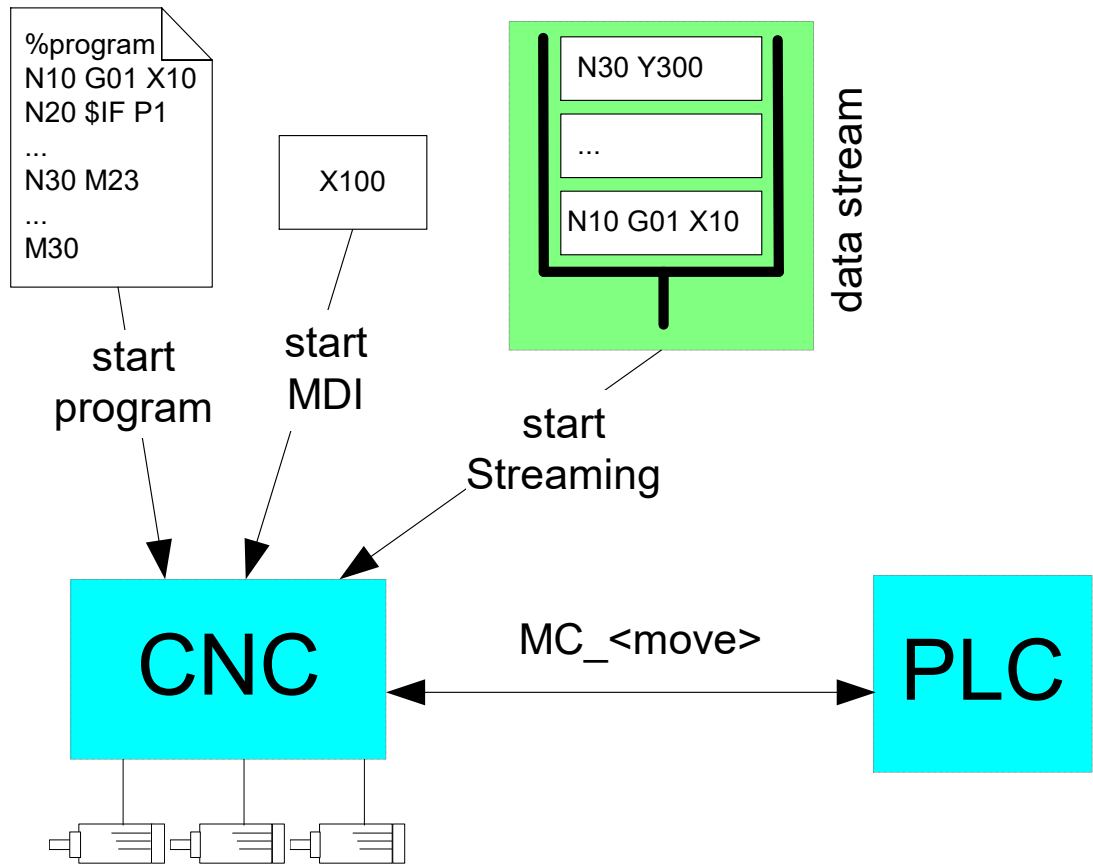 %program
N10 G01 X10
N20 $IF P1
...
N30 M23
...
M30
X100
N30 Y300
...
N10 G01 X10
data stream
start
program
start
MDI
start
Streaming
CNC
MC_<move>
PLC